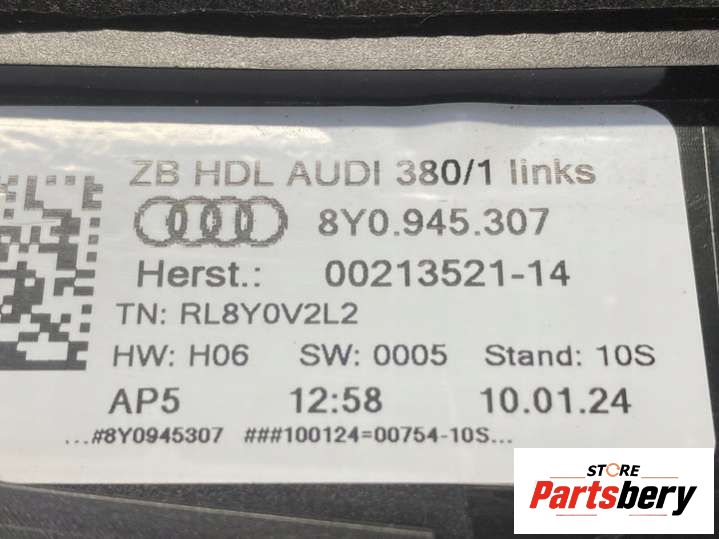 ZB HDL AUDI 380/1 links
8Y0.945.307
Herst.: 00213521-14
TN: RL8Y0V2L2
HW: H06 SW: 0005 Stand: 10S
AP5 12:58 10.01.24
...#8Y0945307 ###100124=00754-10S...
STORE
Partsbery